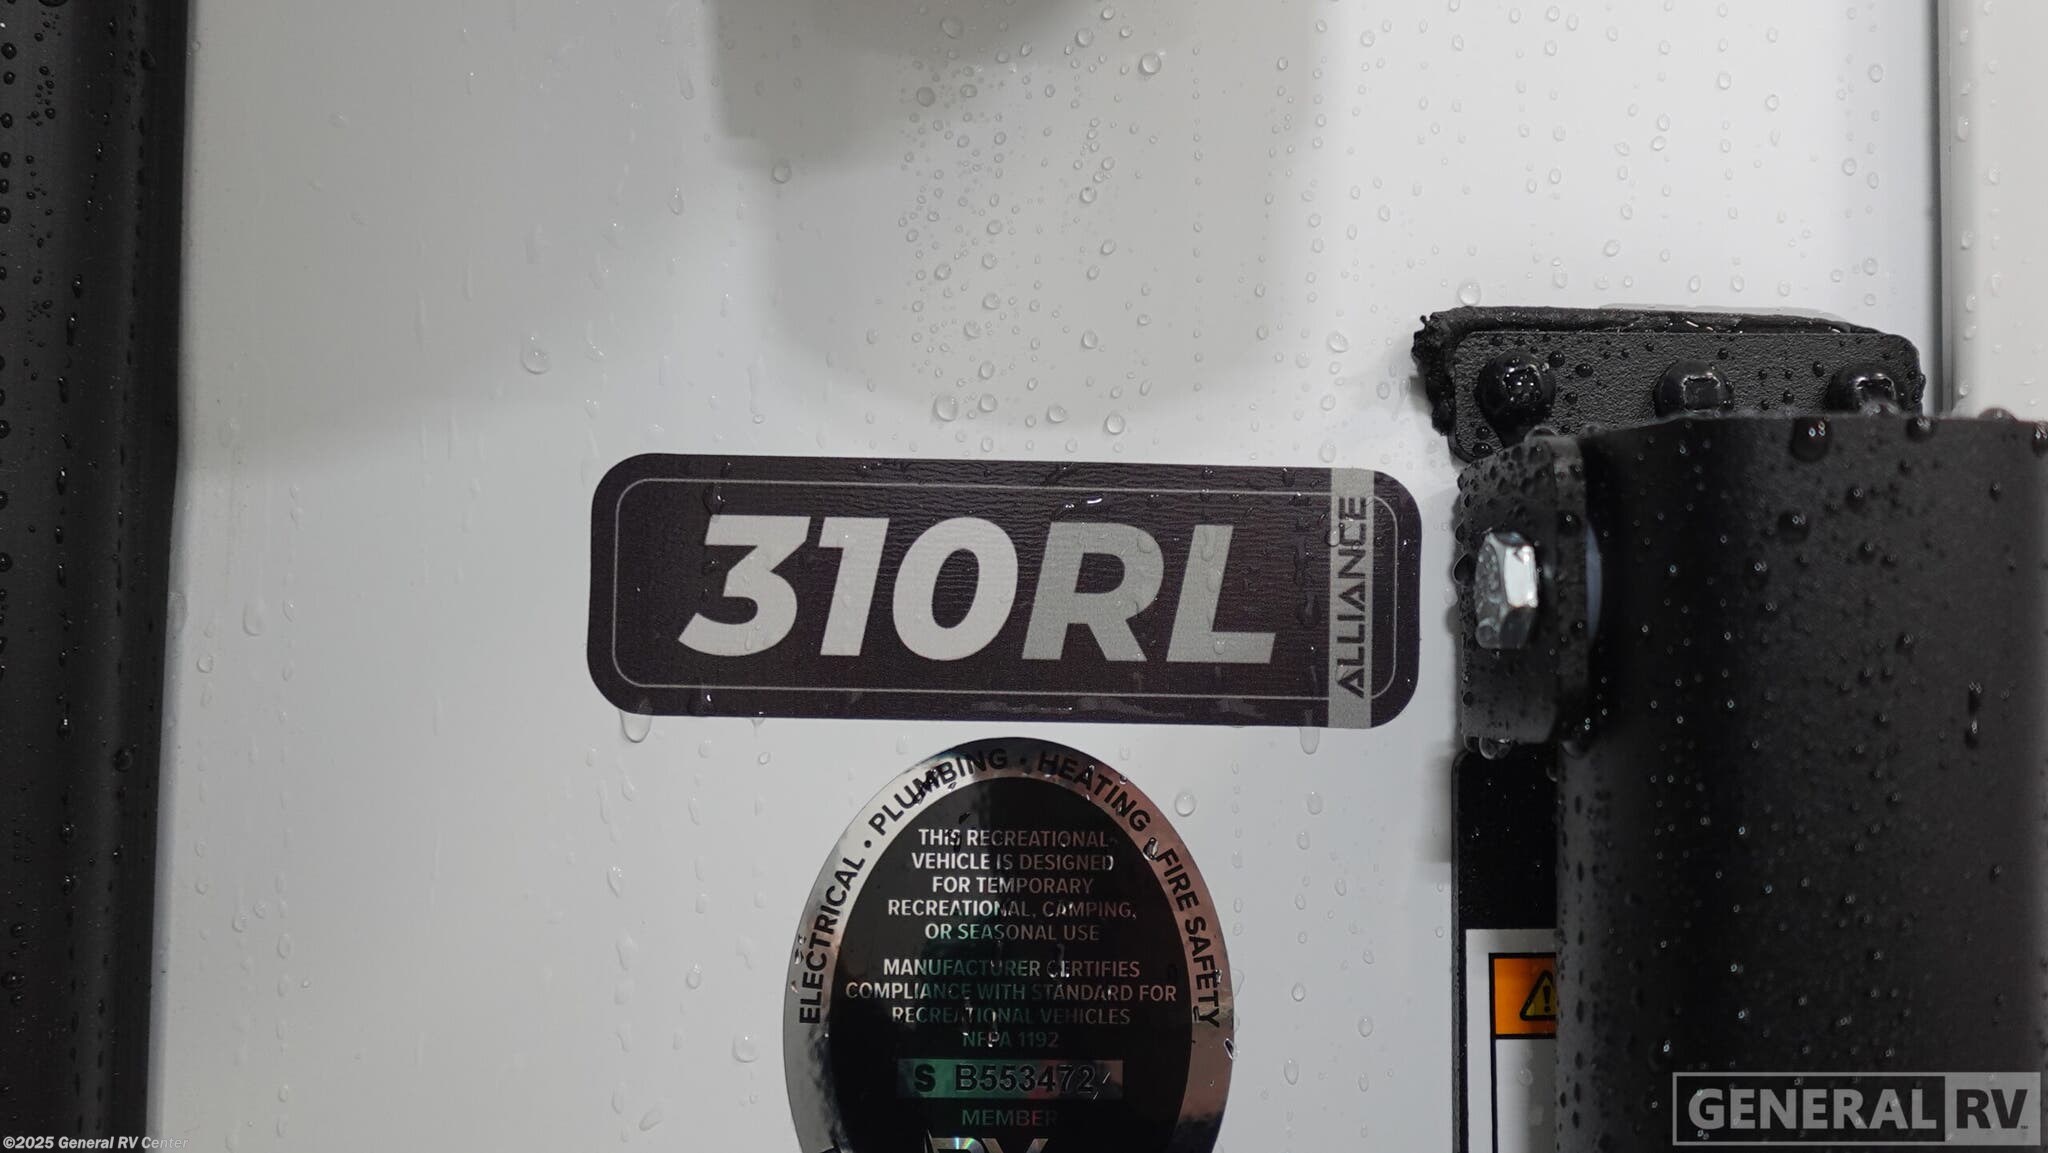 310RL
ALLIANCE
ELECTRICAL · PLUMBING · HEATING · FIRE SAFETY
THIS RECREATIONAL
VEHICLE IS DESIGNED
FOR TEMPORARY
RECREATIONAL, CAMPING,
OR SEASONAL USE
MANUFACTURER CERTIFIES
COMPLIANCE WITH STANDARD FOR
RECREATIONAL VEHICLES
NFPA 1192
S B553472
MEMBER
RV
GENERAL RV
©2025 General RV Center